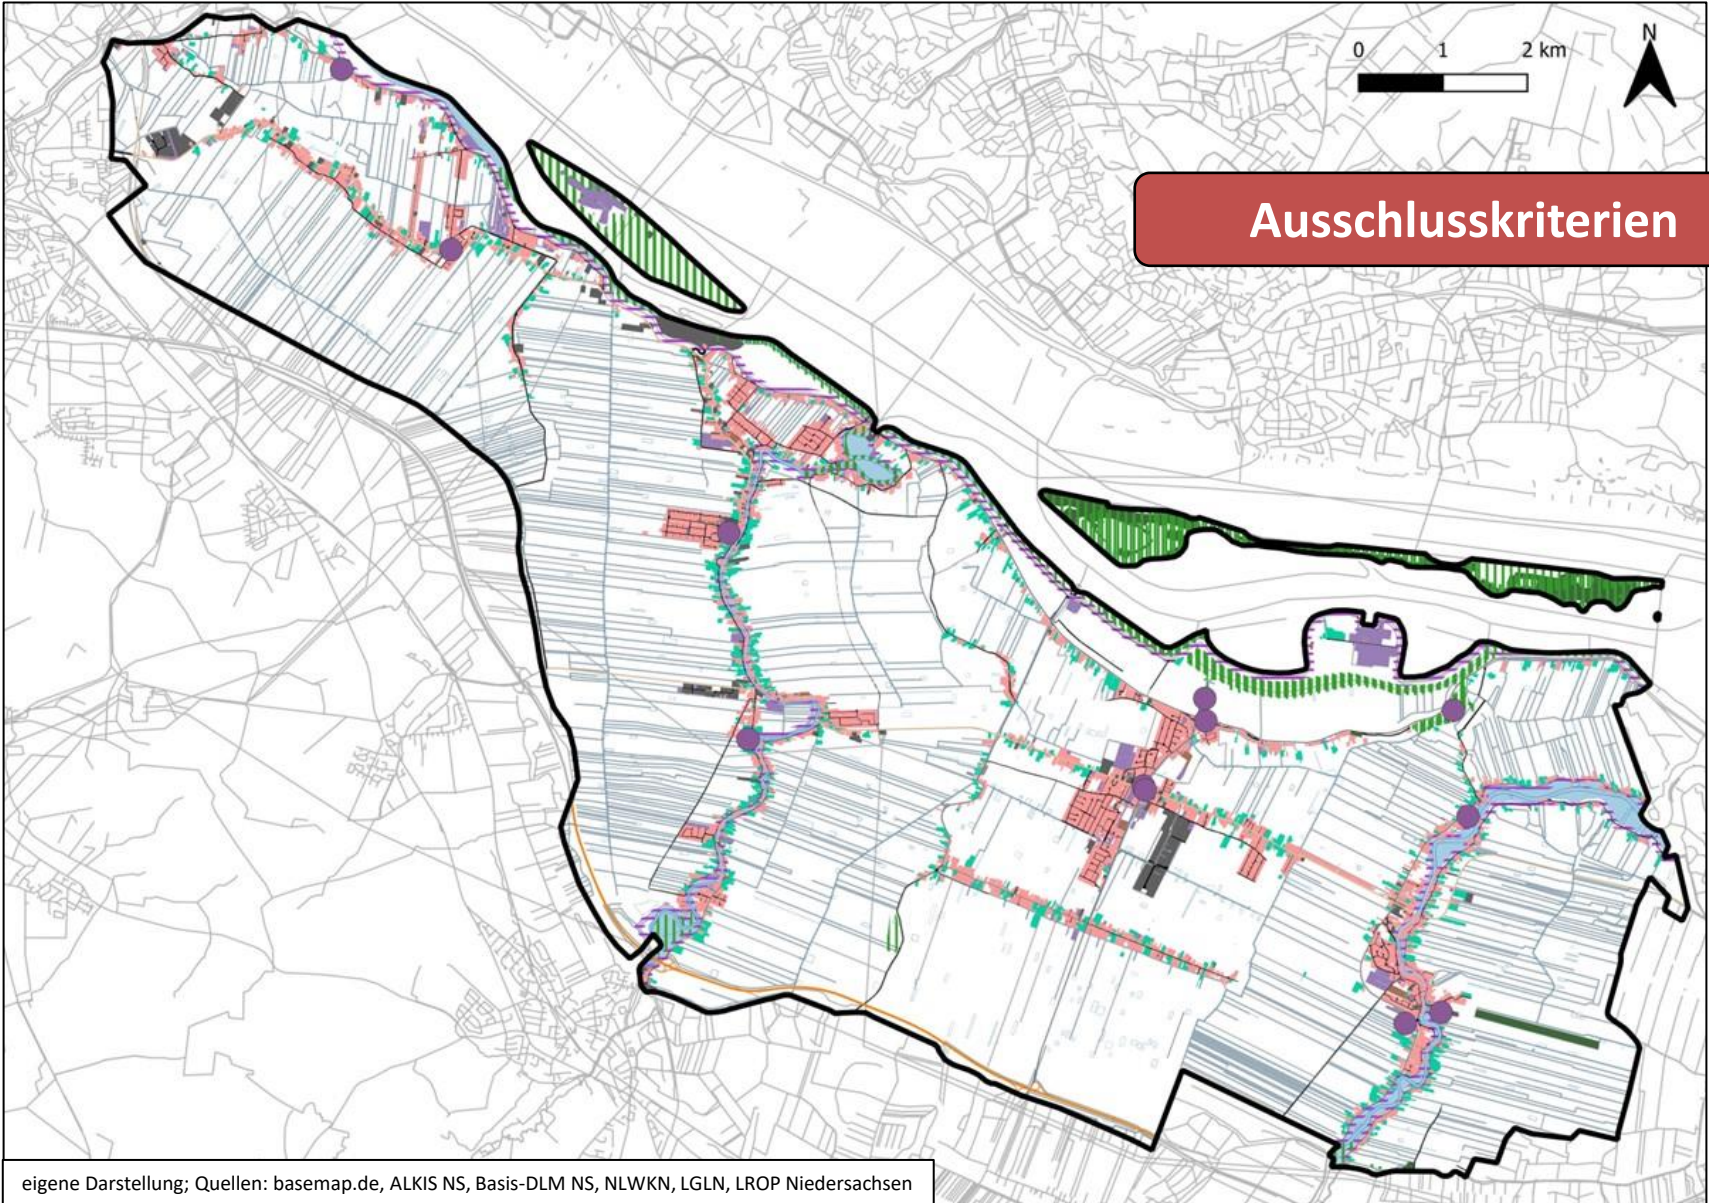 0 1 2 km
N
Ausschlusskriterien
eigene Darstellung; Quellen: basemap.de, ALKIS NS, Basis-DLM NS, NLWKN, LGLN, LROP Niedersachsen